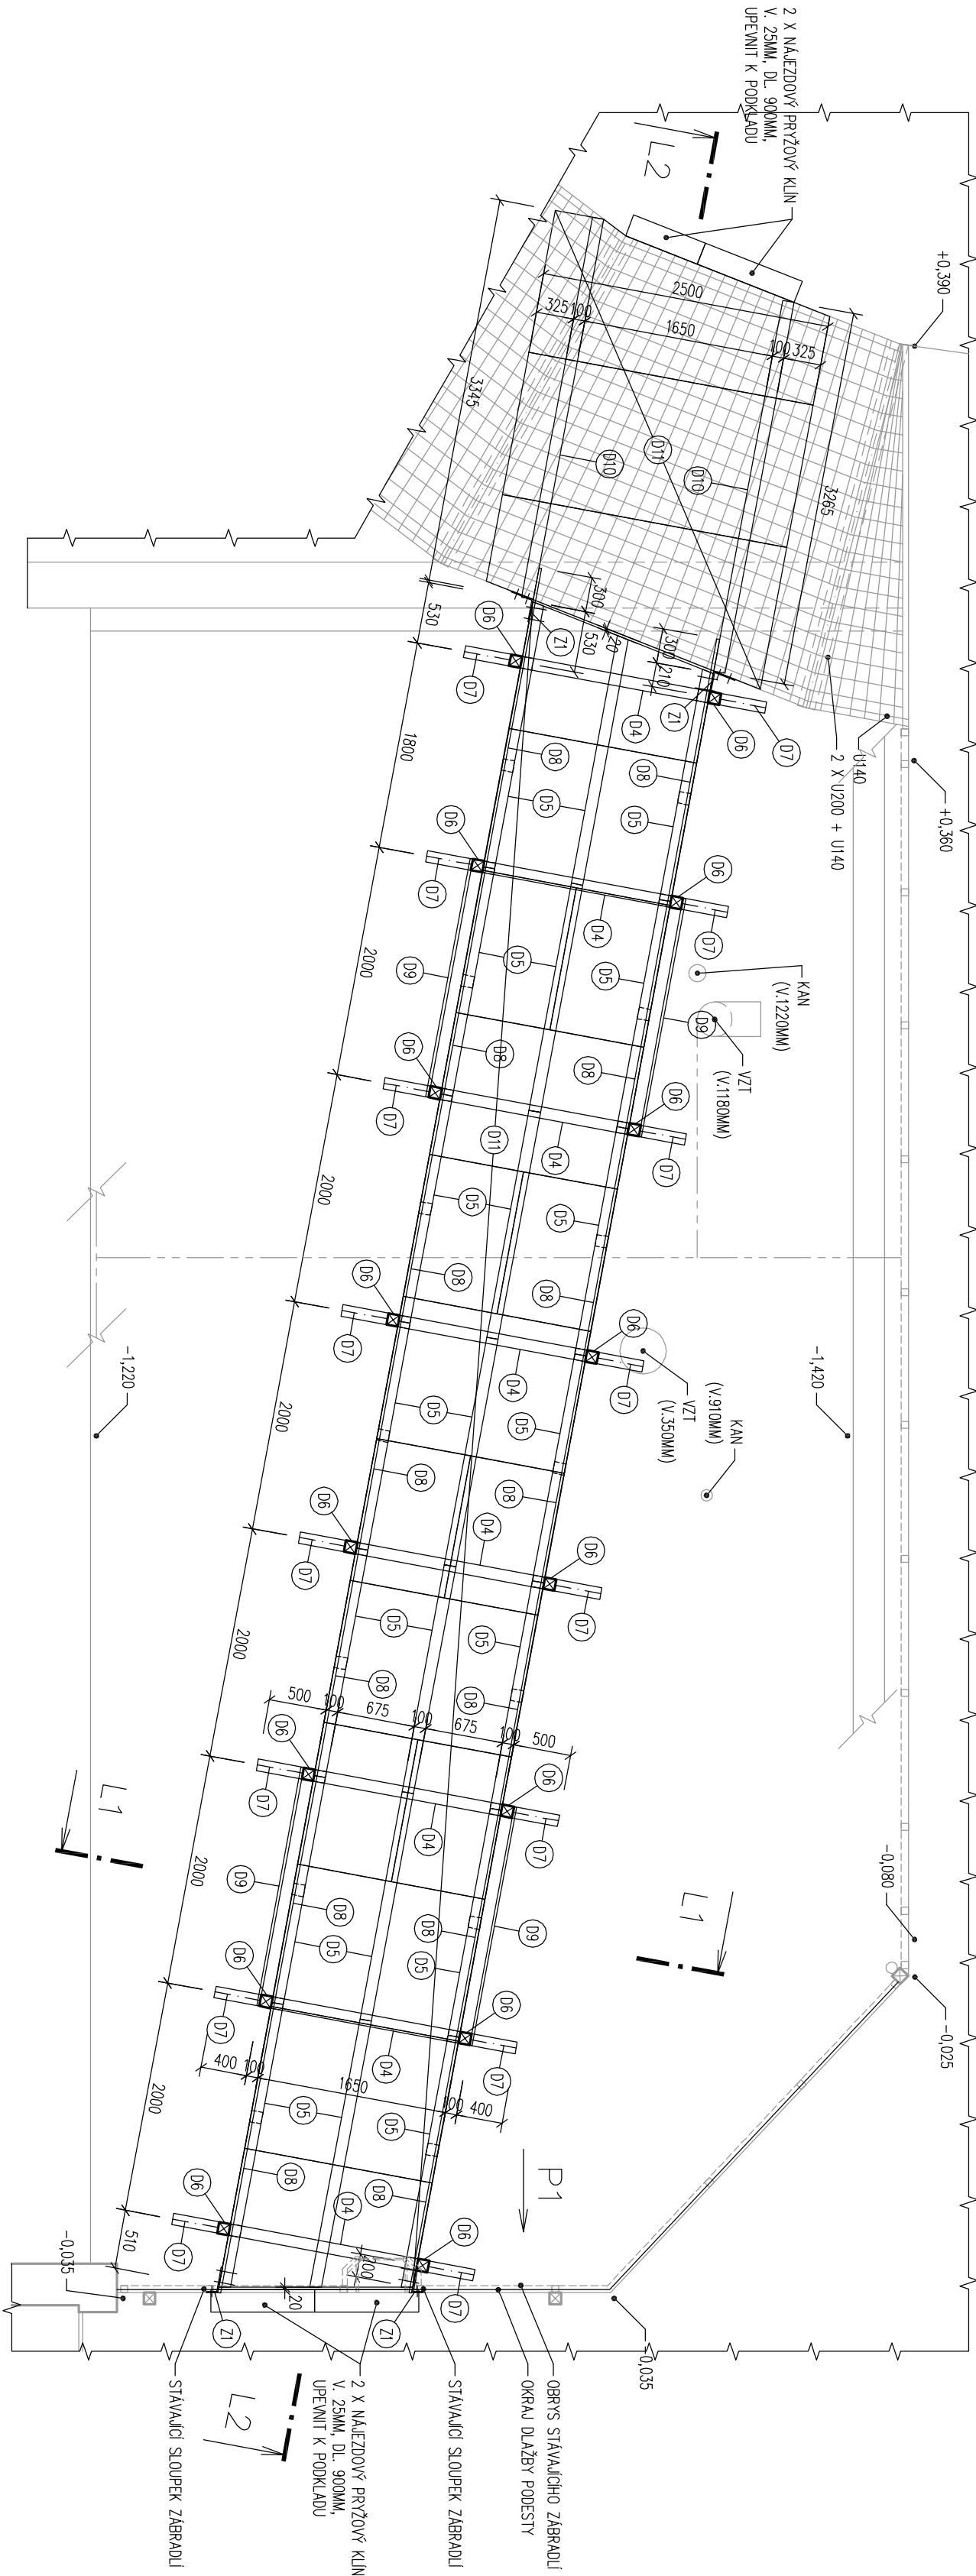 2 X NÁJEZDOVÝ PRYŽOVÝ KLÍN
V. 25MM, DL. 900MM,
UPEVNIT K PODKLADU
L2
+0,390
2500
325
100
1650
100
325
3345
3265
D11
D10
D10
U140
2 X U200 + U140
+0,360
530
300
530
20
300
210
Z1
Z1
D6
D7
D4
D6
D7
1800
D8
D5
D8
D5
D6
D7
D4
D6
D7
KAN
(V.1220MM)
VZT
(V.1180MM)
2000
D9
D5
D5
D9
D8
D8
D6
D7
D11
D4
D6
D7
2000
D5
D5
D8
D8
-1,220
-1,420
D6
D7
D4
D6
D7
VZT
(V.350MM)
KAN
(V.910MM)
2000
D5
D5
D8
D8
D6
D7
D4
D6
D7
2000
D5
D5
D8
D8
500
100
675
100
675
100
500
D6
D7
D4
D6
D7
L1
L1
2000
D9
D8
D5
D8
D5
D9
-0,080
-0,025
D6
D7
D4
D6
D7
400
100
1650
100
400
2000
D5
D5
D8
D8
P1
D6
D7
D4
D6
D7
510
200
20
-0,035
-0,035
Z1
Z1
OBRYS STÁVAJÍCÍHO ZÁBRADLÍ
OKRAJ DLAŽBY PODESTY
STÁVAJÍCÍ SLOUPEK ZÁBRADLÍ
2 X NÁJEZDOVÝ PRYŽOVÝ KLÍN
V. 25MM, DL. 900MM,
UPEVNIT K PODKLADU
L2
STÁVAJÍCÍ SLOUPEK ZÁBRADLÍ